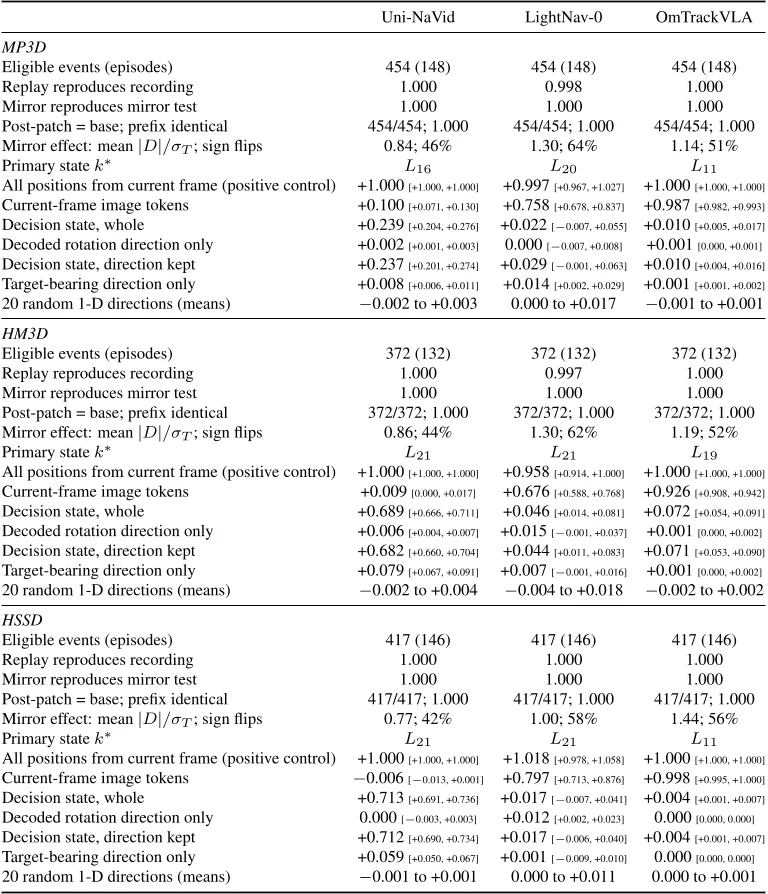 Uni-NaVid LightNav-0 OmTrackVLA
MP3D
Eligible events (episodes) 454 (148) 454 (148) 454 (148)
Replay reproduces recording 1.000 0.998 1.000
Mirror reproduces mirror test 1.000 1.000 1.000
Post-patch = base; prefix identical 454/454; 1.000 454/454; 1.000 454/454; 1.000
Mirror effect: mean |D|/σ_T; sign flips 0.84; 46% 1.30; 64% 1.14; 51%
Primary state k* L_16 L_20 L_11
All positions from current frame (positive control) +1.000 [+1.000, +1.000] +0.997 [+0.967, +1.027] +1.000 [+1.000, +1.000]
Current-frame image tokens +0.100 [+0.071, +0.130] +0.758 [+0.678, +0.837] +0.987 [+0.982, +0.993]
Decision state, whole +0.239 [+0.204, +0.276] +0.022 [−0.007, +0.055] +0.010 [+0.005, +0.017]
Decoded rotation direction only +0.002 [+0.001, +0.003] 0.000 [−0.007, +0.008] +0.001 [0.000, +0.001]
Decision state, direction kept +0.237 [+0.201, +0.274] +0.029 [−0.001, +0.063] +0.010 [+0.004, +0.016]
Target-bearing direction only +0.008 [+0.006, +0.011] +0.014 [+0.002, +0.029] +0.001 [+0.001, +0.002]
20 random 1-D directions (means) −0.002 to +0.003 0.000 to +0.017 −0.001 to +0.001
HM3D
Eligible events (episodes) 372 (132) 372 (132) 372 (132)
Replay reproduces recording 1.000 0.997 1.000
Mirror reproduces mirror test 1.000 1.000 1.000
Post-patch = base; prefix identical 372/372; 1.000 372/372; 1.000 372/372; 1.000
Mirror effect: mean |D|/σ_T; sign flips 0.86; 44% 1.30; 62% 1.19; 52%
Primary state k* L_21 L_21 L_19
All positions from current frame (positive control) +1.000 [+1.000, +1.000] +0.958 [+0.914, +1.000] +1.000 [+1.000, +1.000]
Current-frame image tokens +0.009 [0.000, +0.017] +0.676 [+0.588, +0.768] +0.926 [+0.908, +0.942]
Decision state, whole +0.689 [+0.666, +0.711] +0.046 [+0.014, +0.081] +0.072 [+0.054, +0.091]
Decoded rotation direction only +0.006 [+0.004, +0.007] +0.015 [−0.001, +0.037] +0.001 [0.000, +0.002]
Decision state, direction kept +0.682 [+0.660, +0.704] +0.044 [+0.011, +0.083] +0.071 [+0.053, +0.090]
Target-bearing direction only +0.079 [+0.067, +0.091] +0.007 [−0.001, +0.016] +0.001 [0.000, +0.002]
20 random 1-D directions (means) −0.002 to +0.004 −0.004 to +0.018 −0.002 to +0.002
HSSD
Eligible events (episodes) 417 (146) 417 (146) 417 (146)
Replay reproduces recording 1.000 1.000 1.000
Mirror reproduces mirror test 1.000 1.000 1.000
Post-patch = base; prefix identical 417/417; 1.000 417/417; 1.000 417/417; 1.000
Mirror effect: mean |D|/σ_T; sign flips 0.77; 42% 1.00; 58% 1.44; 56%
Primary state k* L_21 L_21 L_11
All positions from current frame (positive control) +1.000 [+1.000, +1.000] +1.018 [+0.978, +1.058] +1.000 [+1.000, +1.000]
Current-frame image tokens −0.006 [−0.013, +0.001] +0.797 [+0.713, +0.876] +0.998 [+0.995, +1.000]
Decision state, whole +0.713 [+0.691, +0.736] +0.017 [−0.007, +0.041] +0.004 [+0.001, +0.007]
Decoded rotation direction only 0.000 [−0.003, +0.003] +0.012 [+0.002, +0.023] 0.000 [0.000, 0.000]
Decision state, direction kept +0.712 [+0.690, +0.734] +0.017 [−0.006, +0.040] +0.004 [+0.001, +0.007]
Target-bearing direction only +0.059 [+0.050, +0.067] +0.001 [−0.009, +0.010] 0.000 [0.000, 0.000]
20 random 1-D directions (means) −0.001 to +0.001 0.000 to +0.011 0.000 to +0.001